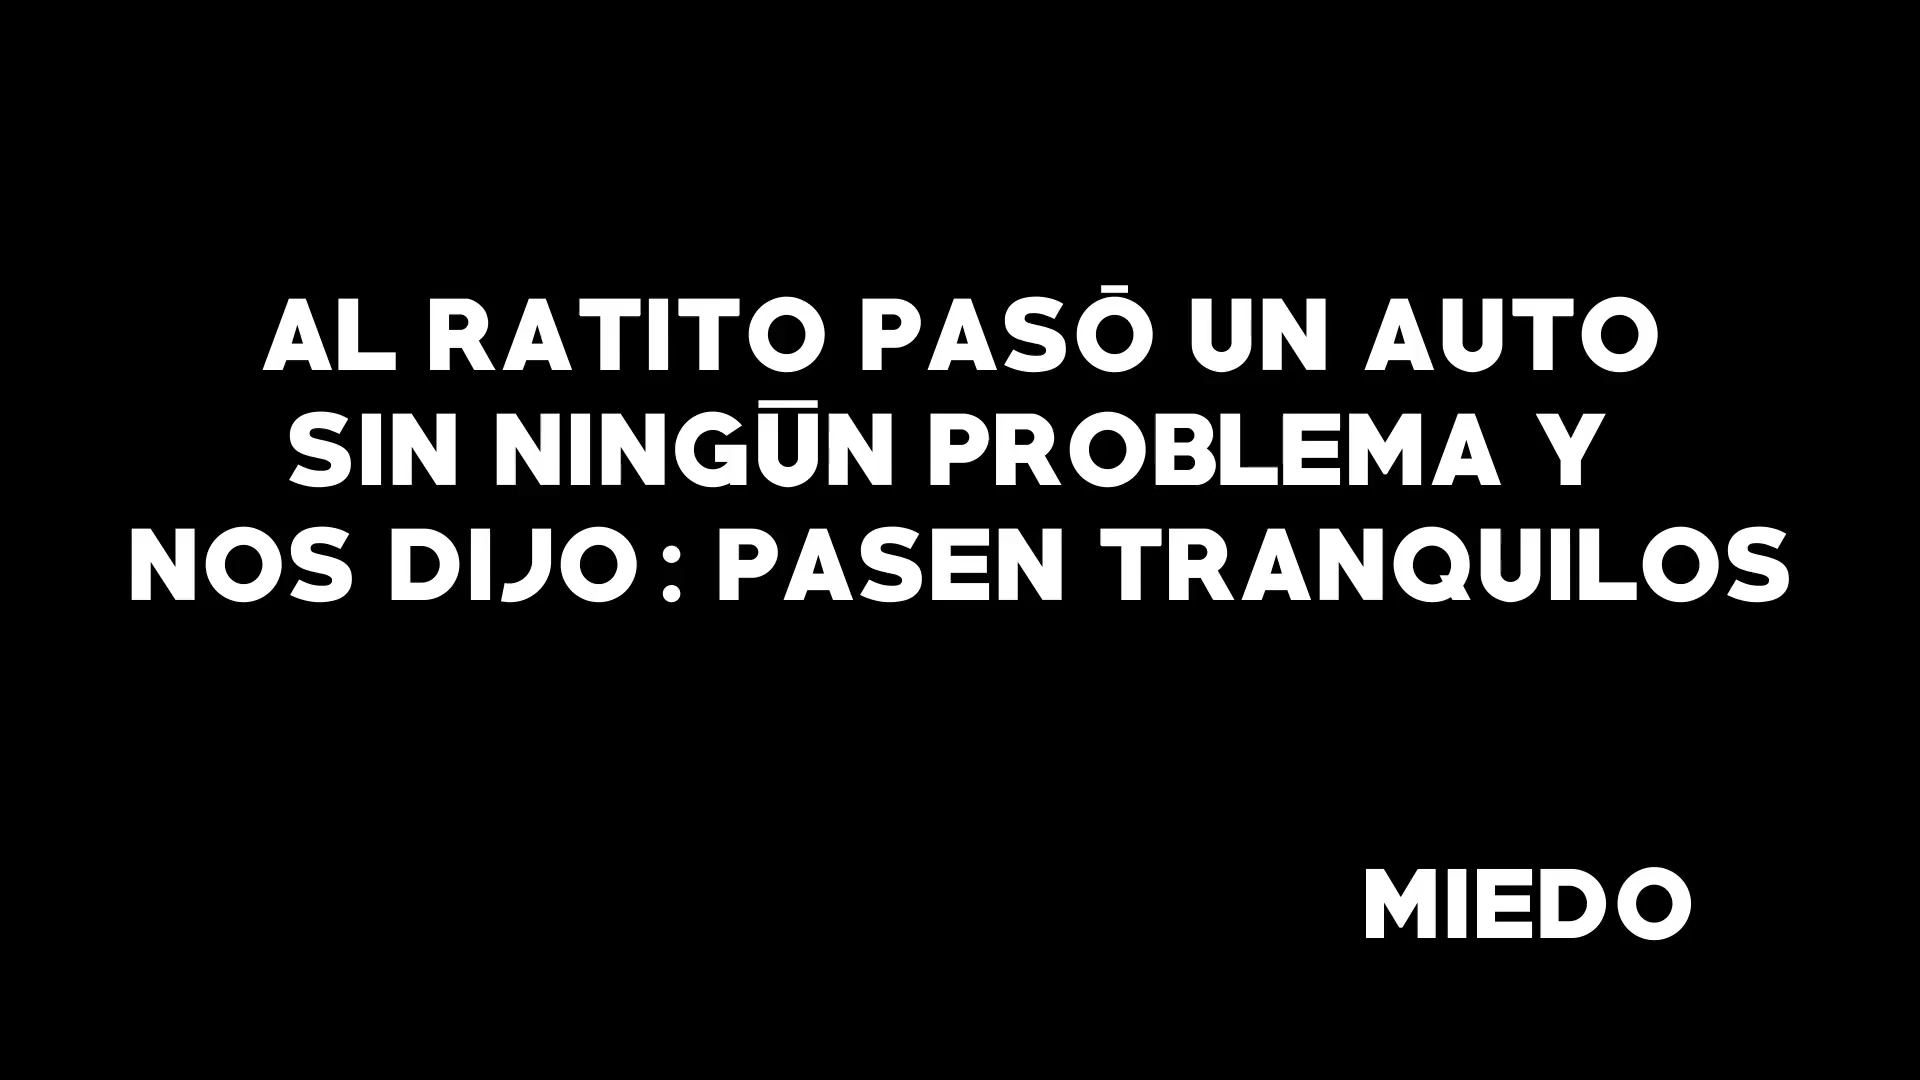 AL RATITO PASŌ UN AUTO
SIN NINGŪN PROBLEMA Y
NOS DIJO: PASEN TRANQUILOS
MIEDO